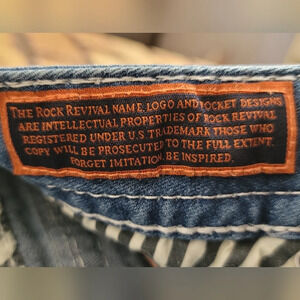 THE ROCK REVIVAL NAME, LOGO AND POCKET DESIGNS
ARE INTELLECTUAL PROPERTIES OF ROCK REVIVAL
REGISTERED UNDER U.S TRADEMARK THOSE WHO
COPY WILL BE PROSECUTED TO THE FULL EXTENT.
FORGET IMITATION, BE INSPIRED.